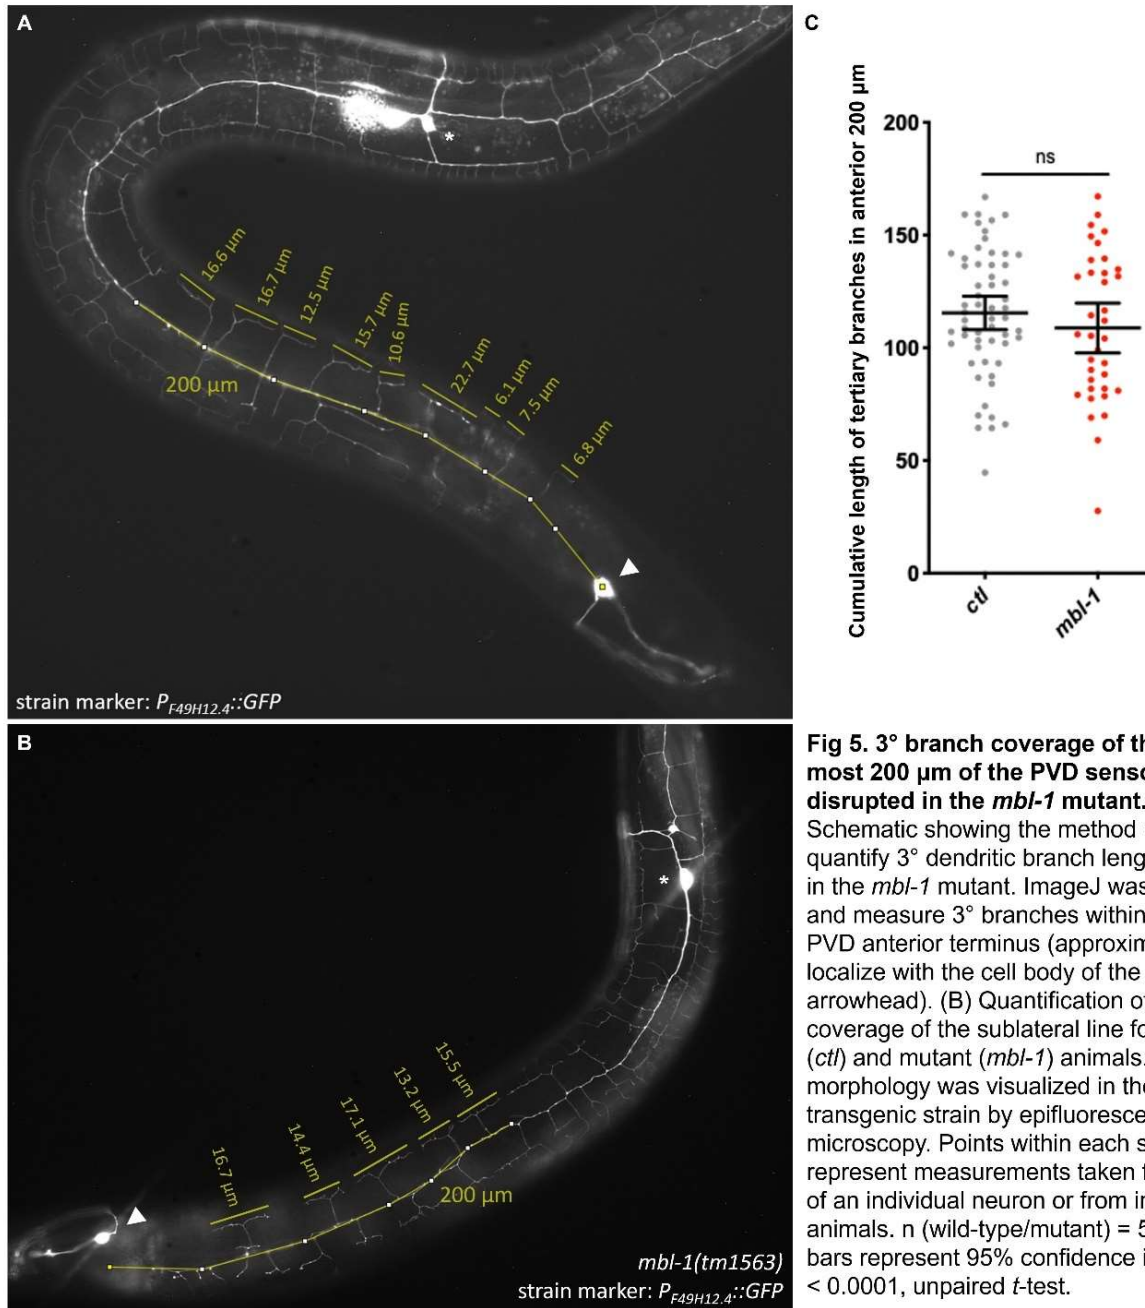 A
*
16.6 µm
16.7 µm
12.5 µm
15.7 µm
10.6 µm
22.7 µm
6.1 µm
7.5 µm
6.8 µm
200 µm
strain marker: PF49H12.4::GFP
B
*
15.5 µm
13.2 µm
17.1 µm
14.4 µm
16.7 µm
200 µm
mbl-1(tm1563)
strain marker: PF49H12.4::GFP
C
Cumulative length of tertiary branches in anterior 200 µm
200
150
100
50
0
ns
ctl
mbl-1
Fig 5. 3° branch coverage of th
most 200 µm of the PVD senso
disrupted in the mbl-1 mutant.
Schematic showing the method
quantify 3° dendritic branch leng
in the mbl-1 mutant. ImageJ was
and measure 3° branches within
PVD anterior terminus (approxim
localize with the cell body of the
arrowhead). (B) Quantification of
coverage of the sublateral line fo
(ctl) and mutant (mbl-1) animals.
morphology was visualized in the
transgenic strain by epifluoresce
microscopy. Points within each s
represent measurements taken f
of an individual neuron or from in
animals. n (wild-type/mutant) = 5
bars represent 95% confidence i
< 0.0001, unpaired t-test.